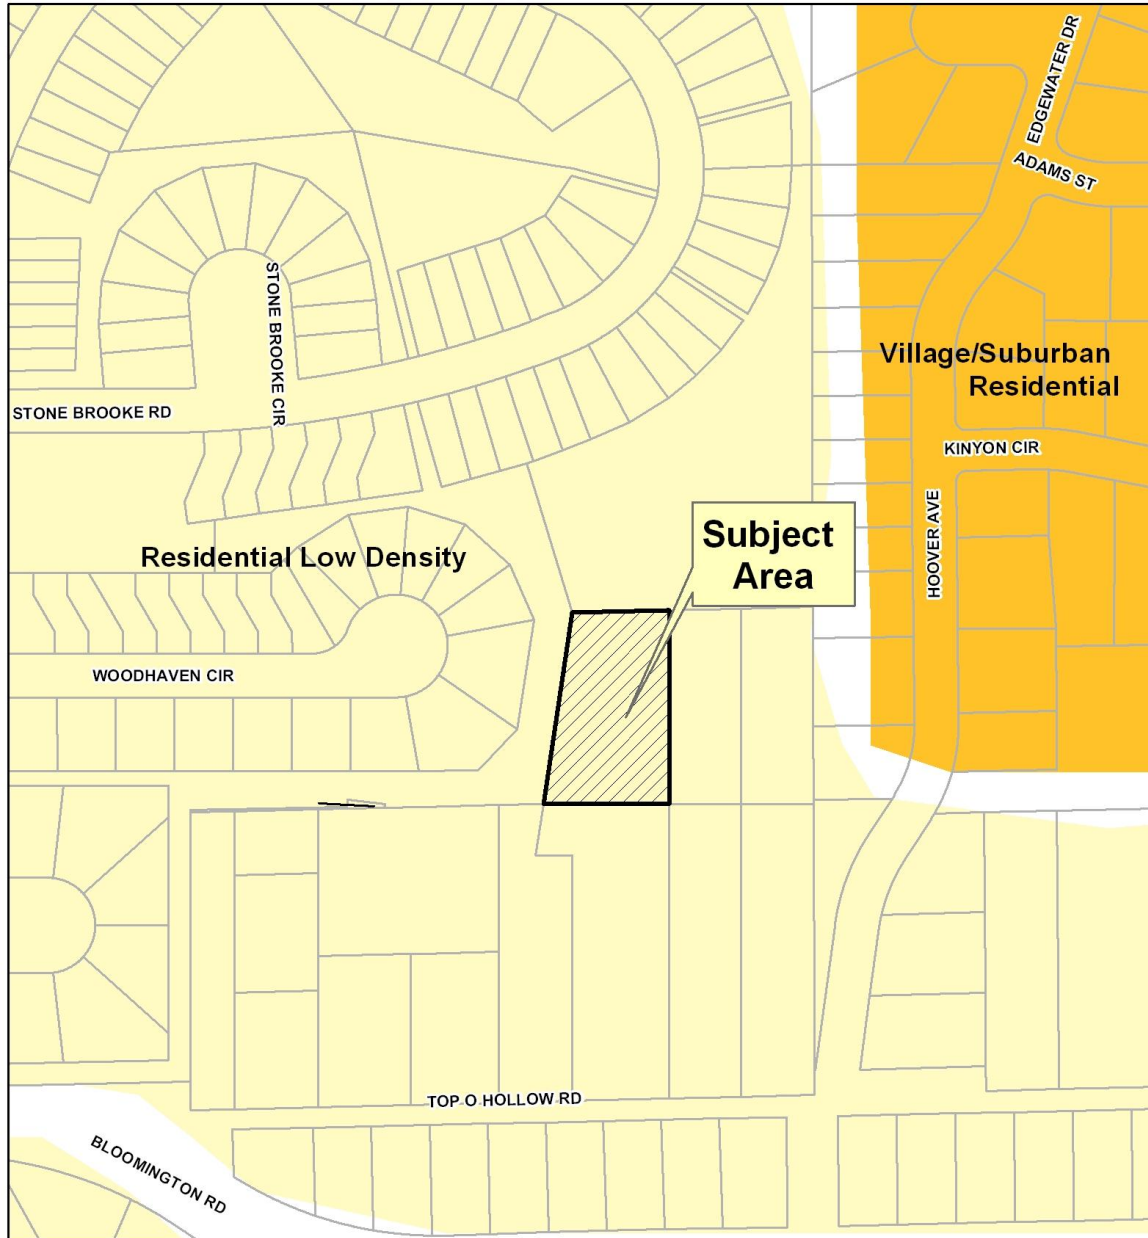 EDGEWATER DR
ADAMS ST
STONE BROOKE CIR
Village/Suburban
Residential
STONE BROOKE RD
KINYON CIR
HOOVER AVE
Subject
Area
Residential Low Density
WOODHAVEN CIR
TOP O HOLLOW RD
BLOOMINGTON RD